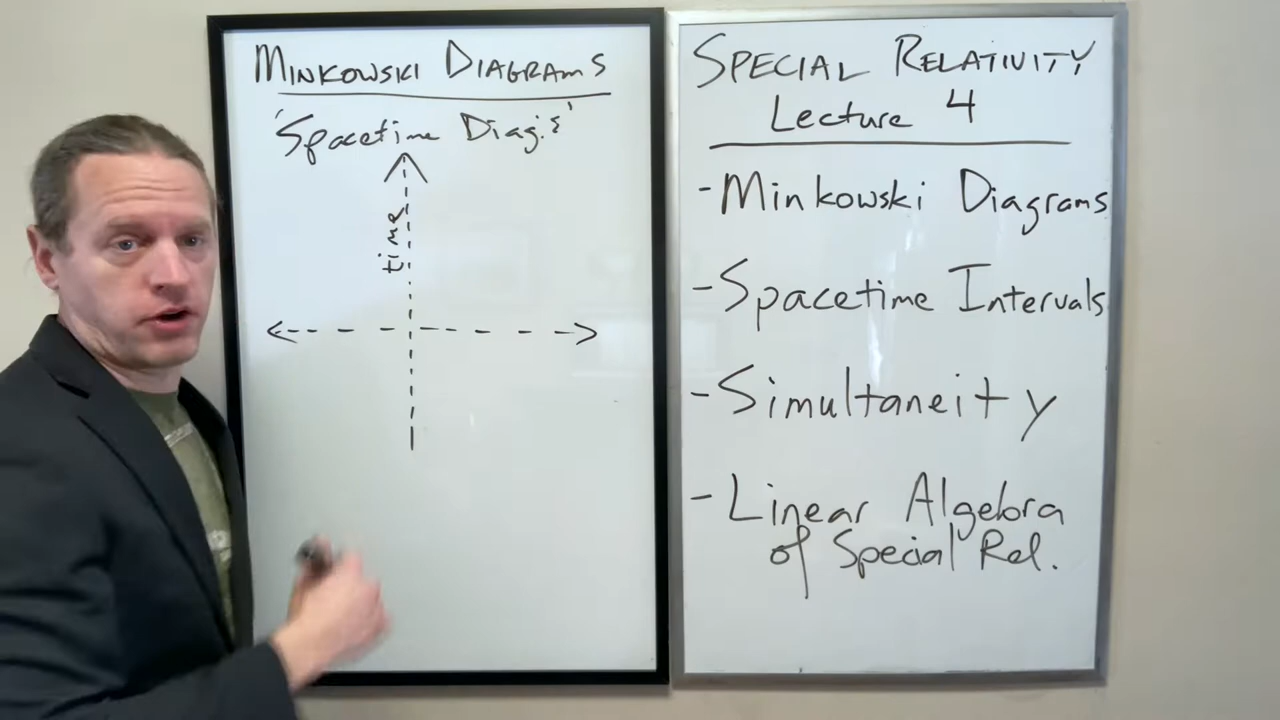 MINKOWSKI DIAGRAMS
'Spacetime Diag.s'
time
SPECIAL RELATIVITY
Lecture 4
- Minkowski Diagrams
- Spacetime Intervals
- Simultaneity
- Linear Algebra
of Special Rel.